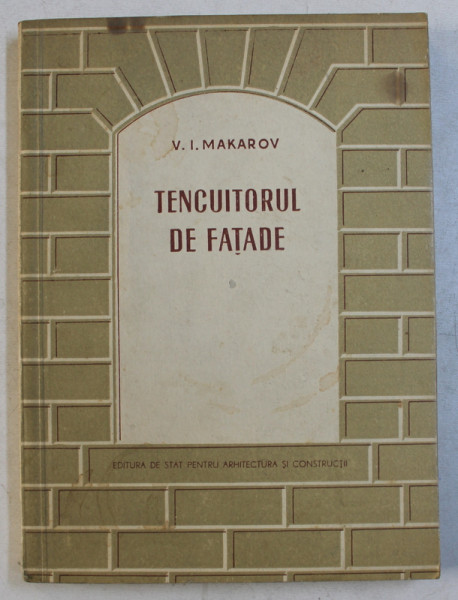 V. I. MAKAROV
TENCUITORUL
DE FAȚADE
EDITURA DE STAT PENTRU ARHITECTURA ȘI CONSTRUCȚII